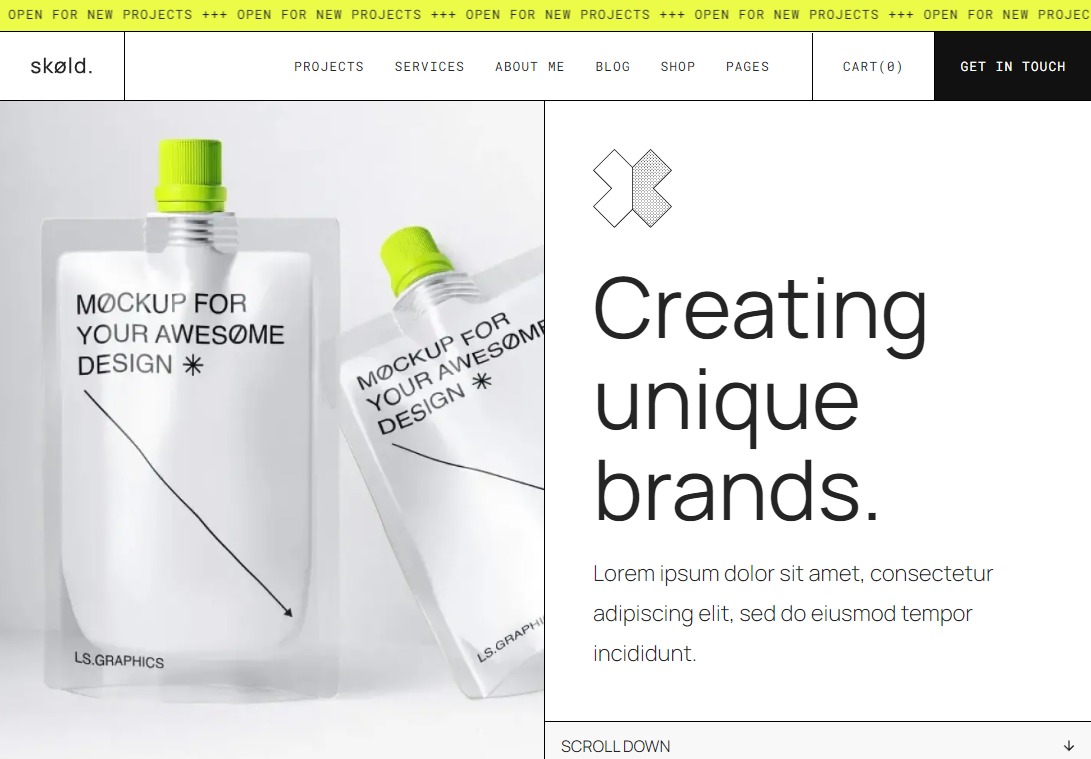 OPEN FOR NEW PROJECTS +++ OPEN FOR NEW PROJECTS +++ OPEN FOR NEW PROJECTS +++ OPEN FOR NEW PROJECTS +++ OPEN FOR NEW PROJEC
skøld.
PROJECTS SERVICES ABOUT ME BLOG SHOP PAGES CART(0) GET IN TOUCH
MØCKUP FOR
YOUR AWESØME
DESIGN ✳
LS.GRAPHICS
MØCKUP FOR
YOUR AWESØME
DESIGN ✳
LS.GRAPHI
Creating
unique
brands.
Lorem ipsum dolor sit amet, consectetur
adipiscing elit, sed do eiusmod tempor
incididunt.
SCROLL DOWN ↓